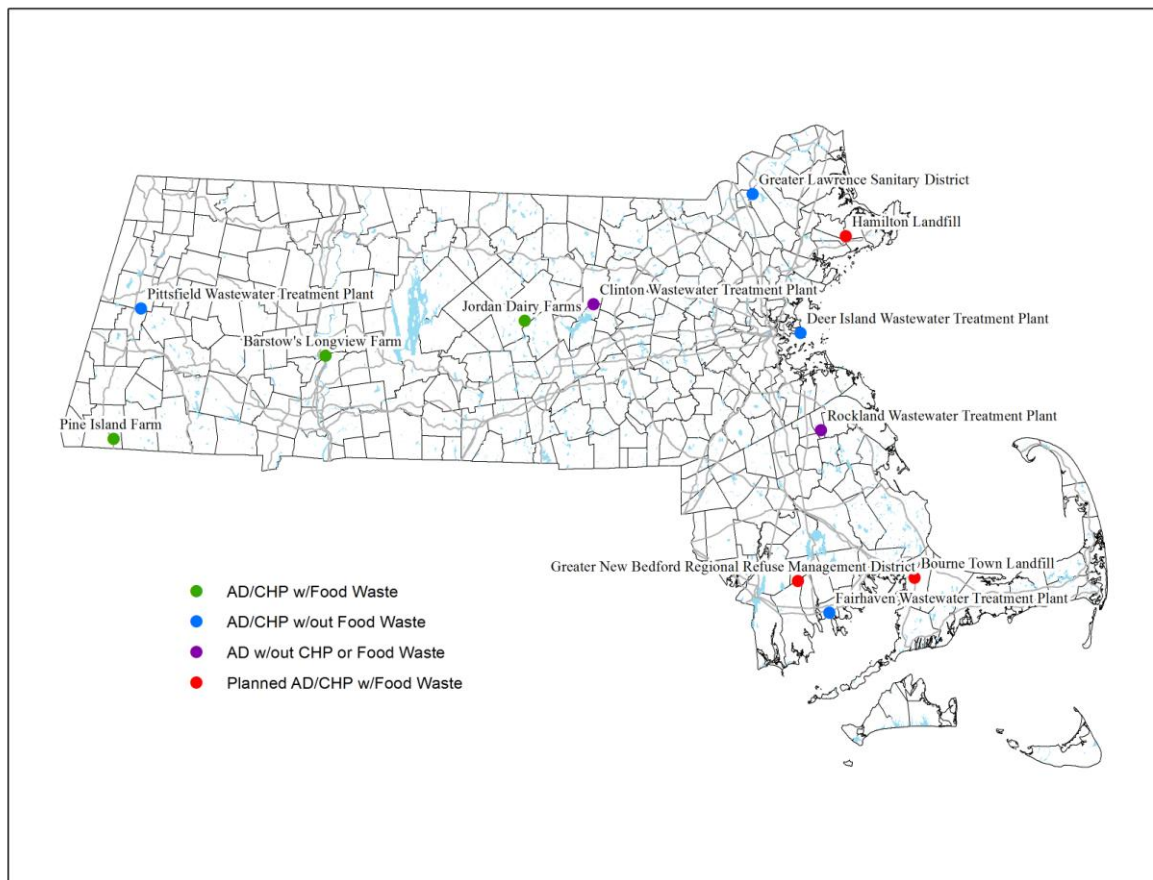 Greater Lawrence Sanitary District
Hamilton Landfill
Pittsfield Wastewater Treatment Plant
Clinton Wastewater Treatment Plant
Jordan Dairy Farms
Deer Island Wastewater Treatment Plant
Barstow's Longview Farm
Rockland Wastewater Treatment Plant
Pine Island Farm
Greater New Bedford Regional Refuse Management District
Bourne Town Landfill
Fairhaven Wastewater Treatment Plant
AD/CHP w/Food Waste
AD/CHP w/out Food Waste
AD w/out CHP or Food Waste
Planned AD/CHP w/Food Waste